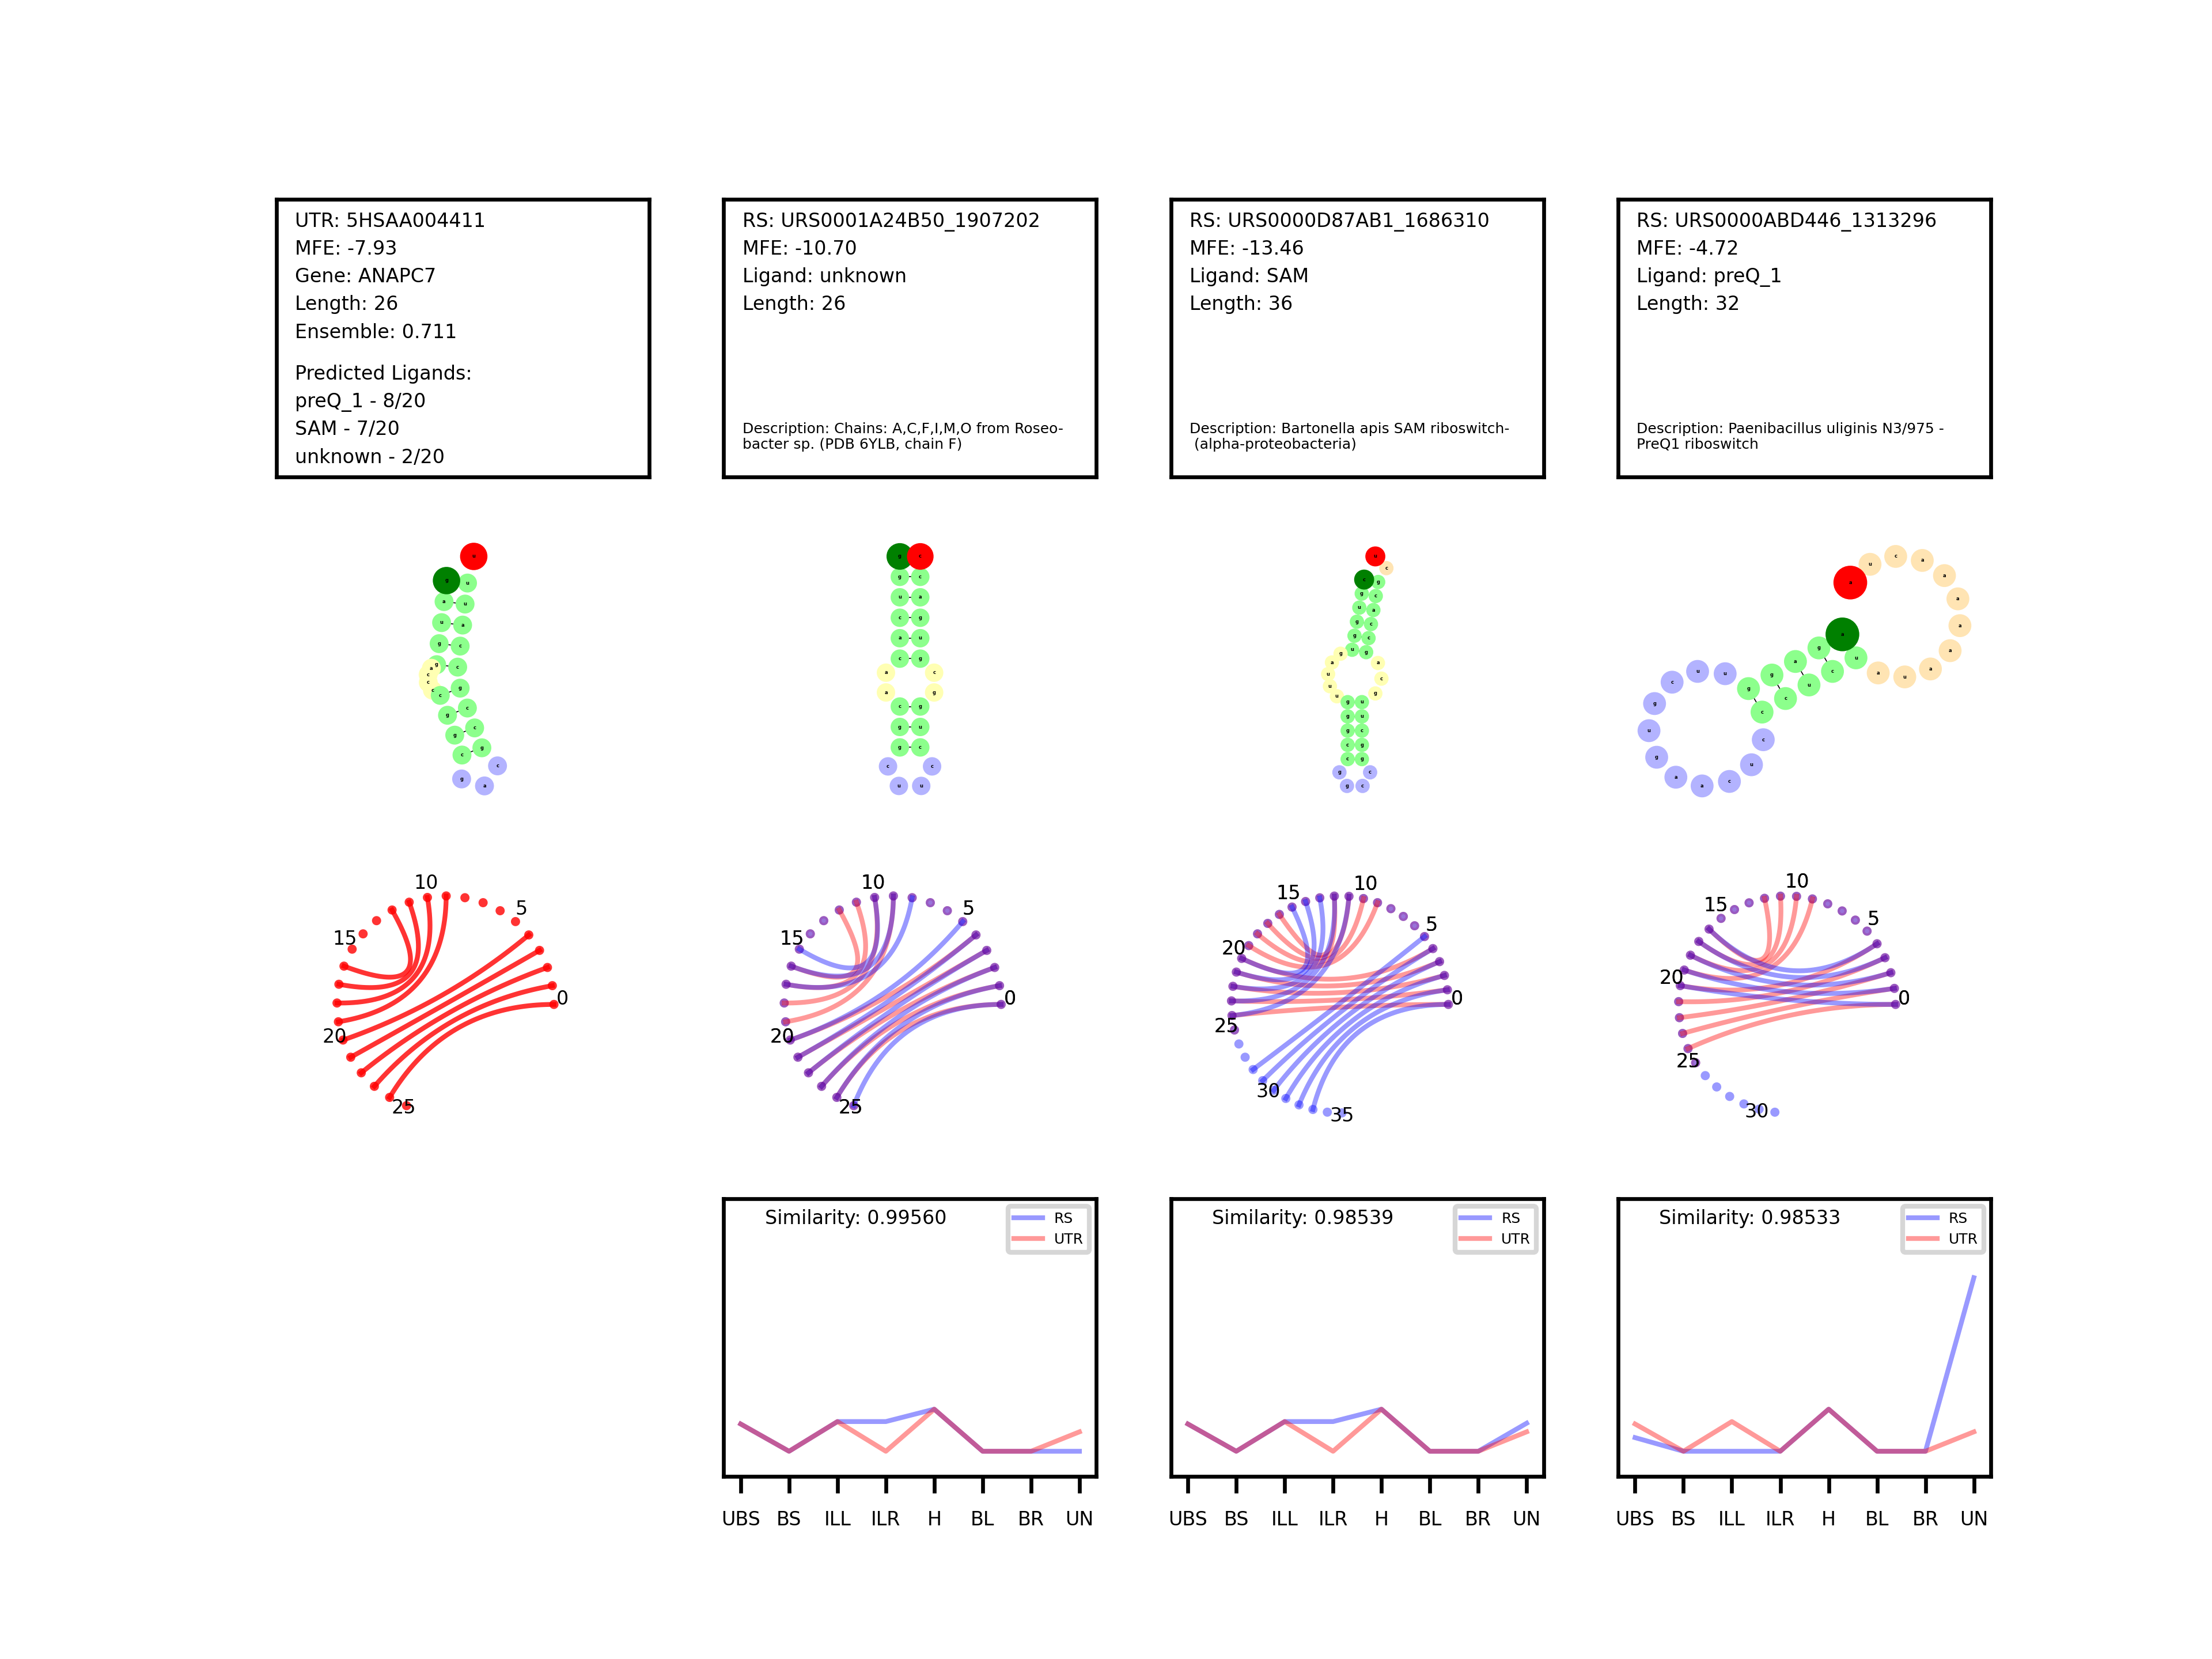 UTR: 5HSAA004411
MFE: -7.93
Gene: ANAPC7
Length: 26
Ensemble: 0.711
Predicted Ligands:
preQ_1 - 8/20
SAM - 7/20
unknown - 2/20
RS: URS0001A24B50_1907202
MFE: -10.70
Ligand: unknown
Length: 26
Description: Chains: A,C,F,I,M,O from Roseo-
bacter sp. (PDB 6YLB, chain F)
RS: URS0000D87AB1_1686310
MFE: -13.46
Ligand: SAM
Length: 36
Description: Bartonella apis SAM riboswitch-
(alpha-proteobacteria)
RS: URS0000ABD446_1313296
MFE: -4.72
Ligand: preQ_1
Length: 32
Description: Paenibacillus uliginis N3/975 -
PreQ1 riboswitch
0
5
10
15
20
25
0
5
10
15
20
25
0
5
10
15
20
25
30
35
0
5
10
15
20
25
30
Similarity: 0.99560
RS
UTR
UBS BS ILL ILR H BL BR UN
Similarity: 0.98539
RS
UTR
UBS BS ILL ILR H BL BR UN
Similarity: 0.98533
RS
UTR
UBS BS ILL ILR H BL BR UN